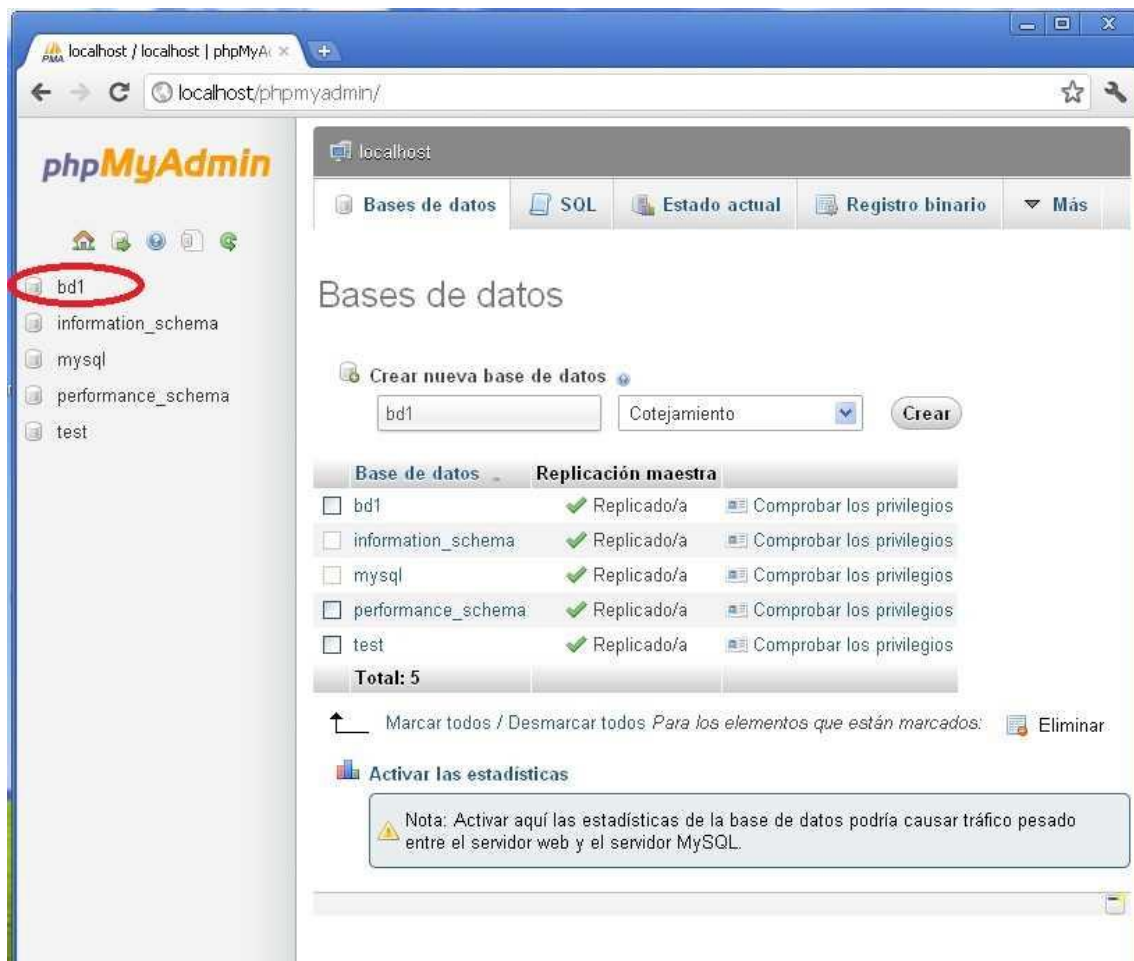 localhost / localhost | phpMyA
localhost/phpmyadmin/
phpMyAdmin
bd1
information_schema
mysql
performance_schema
test
localhost
Bases de datos SQL Estado actual Registro binario Más
Bases de datos
Crear nueva base de datos
bd1 Cotejamiento Crear
Base de datos Replicación maestra
bd1 Replicado/a Comprobar los privilegios
information_schema Replicado/a Comprobar los privilegios
mysql Replicado/a Comprobar los privilegios
performance_schema Replicado/a Comprobar los privilegios
test Replicado/a Comprobar los privilegios
Total: 5
Marcar todos / Desmarcar todos Para los elementos que están marcados: Eliminar
Activar las estadísticas
Nota: Activar aquí las estadísticas de la base de datos podría causar tráfico pesado
entre el servidor web y el servidor MySQL.